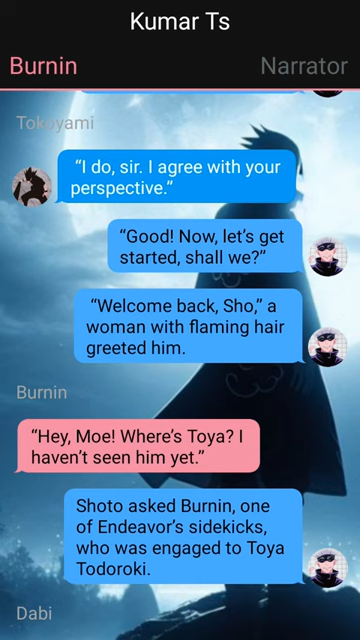 Kumar Ts
Burnin
Narrator
Tokoyami
“I do, sir. I agree with your
perspective.”
“Good! Now, let’s get
started, shall we?”
“Welcome back, Sho,” a
woman with flaming hair
greeted him.
Burnin
“Hey, Moe! Where’s Toya? I
haven’t seen him yet.”
Shoto asked Burnin, one
of Endeavor’s sidekicks,
who was engaged to Toya
Todoroki.
Dabi